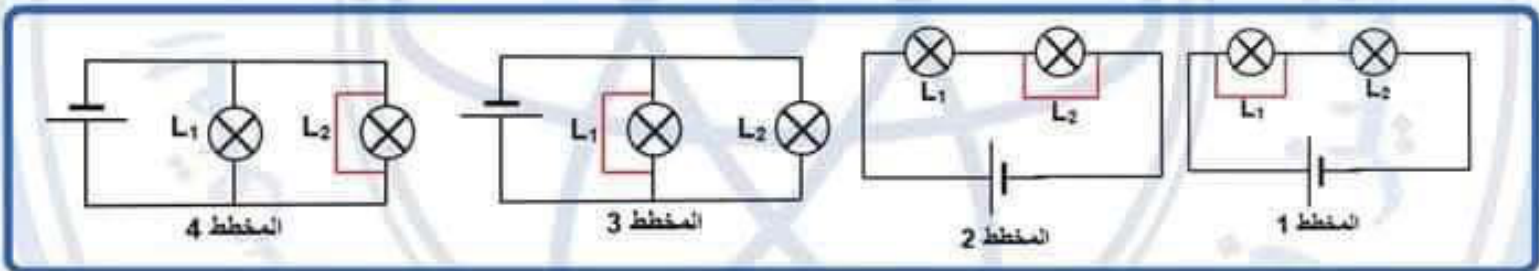 L₁
L₂
المخطط 1
L₁
L₂
المخطط 2
L₁
L₂
المخطط 3
L₁
L₂
المخطط 4